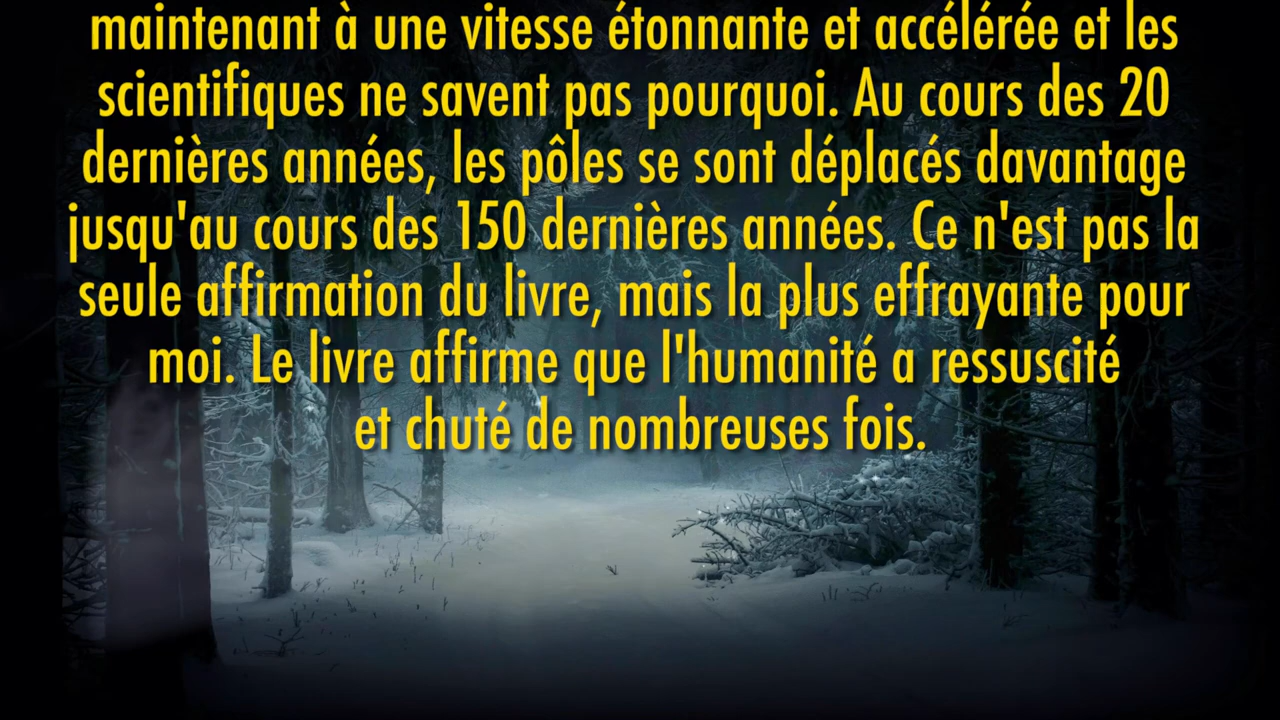 maintenant à une vitesse étonnante et accélérée et les
scientifiques ne savent pas pourquoi. Au cours des 20
dernières années, les pôles se sont déplacés davantage
jusqu'au cours des 150 dernières années. Ce n'est pas la
seule affirmation du livre, mais la plus effrayante pour
moi. Le livre affirme que l'humanité a ressuscité
et chuté de nombreuses fois.